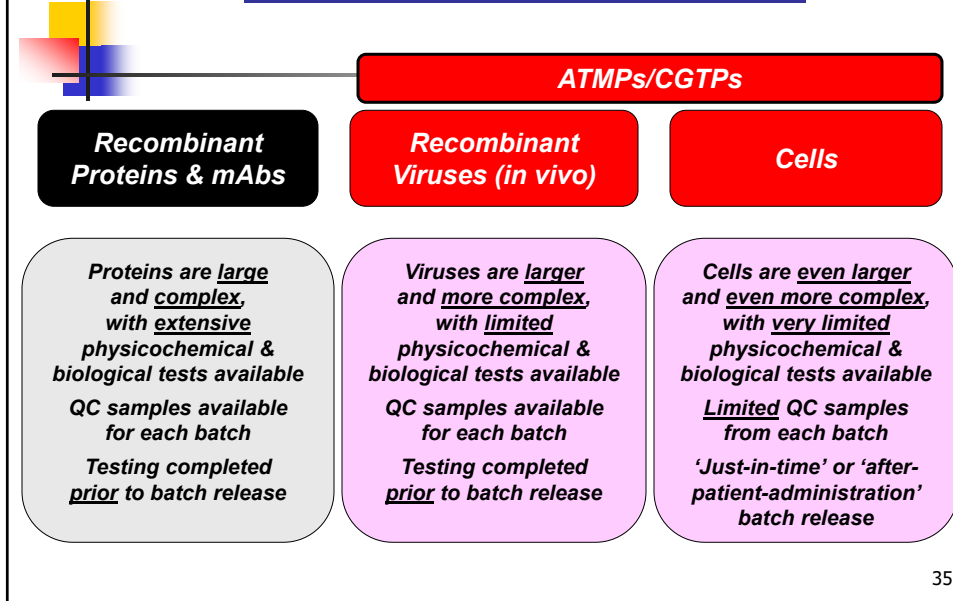 ATMPs/CGTPs
Recombinant
Proteins & mAbs
Recombinant
Viruses (in vivo)
Cells
Proteins are large
and complex,
with extensive
physicochemical &
biological tests available
QC samples available
for each batch
Testing completed
prior to batch release
Viruses are larger
and more complex,
with limited
physicochemical &
biological tests available
QC samples available
for each batch
Testing completed
prior to batch release
Cells are even larger
and even more complex,
with very limited
physicochemical &
biological tests available
Limited QC samples
from each batch
‘Just-in-time’ or ‘after-
patient-administration’
batch release
35